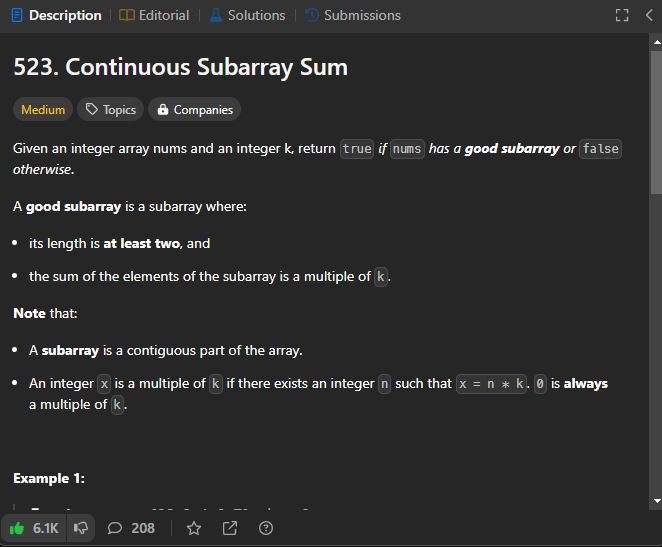 Description | Editorial | Solutions | Submissions
523. Continuous Subarray Sum
Medium Topics Companies
Given an integer array nums and an integer k, return true if nums has a good subarray or false
otherwise.
A good subarray is a subarray where:
• its length is at least two, and
• the sum of the elements of the subarray is a multiple of k.
Note that:
• A subarray is a contiguous part of the array.
• An integer x is a multiple of k if there exists an integer n such that x = n * k. 0 is always
a multiple of k.
Example 1:
6.1K 208